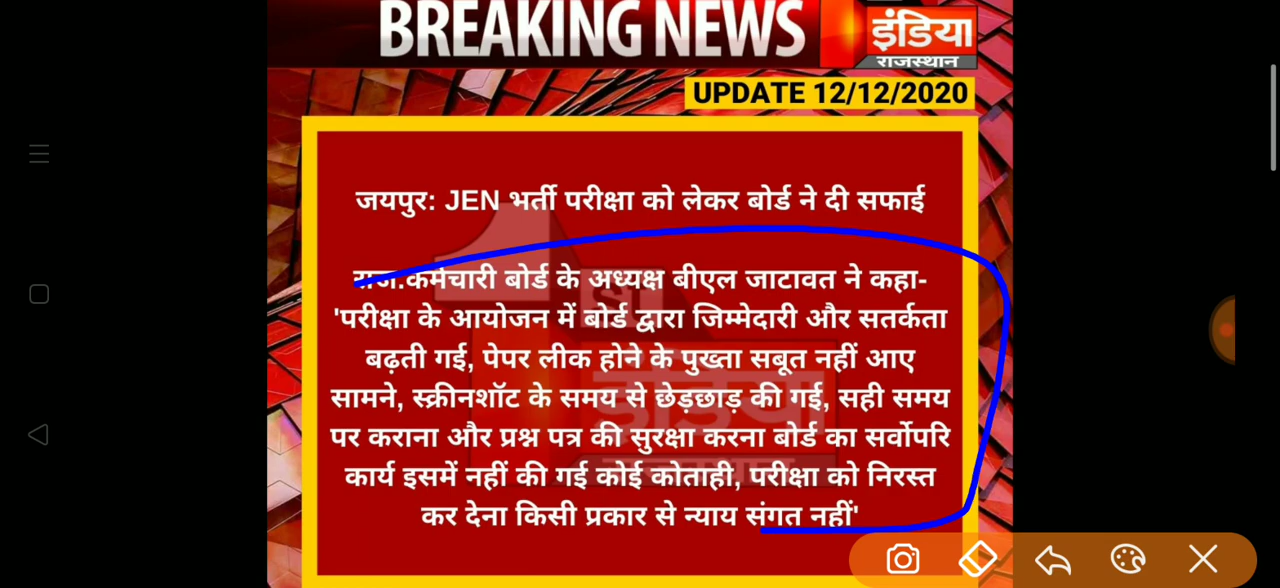 BREAKING NEWS
इंडिया
राजस्थान
UPDATE 12/12/2020
जयपुर: JEN भर्ती परीक्षा को लेकर बोर्ड ने दी सफाई
राज.कर्मचारी बोर्ड के अध्यक्ष बीएल जाटावत ने कहा-
'परीक्षा के आयोजन में बोर्ड द्वारा जिम्मेदारी और सतर्कता
बढ़ती गई, पेपर लीक होने के पुख्ता सबूत नहीं आए
सामने, स्क्रीनशॉट के समय से छेड़छाड़ की गई, सही समय
पर कराना और प्रश्न पत्र की सुरक्षा करना बोर्ड का सर्वोपरि
कार्य इसमें नहीं की गई कोई कोताही, परीक्षा को निरस्त
कर देना किसी प्रकार से न्याय संगत नहीं'